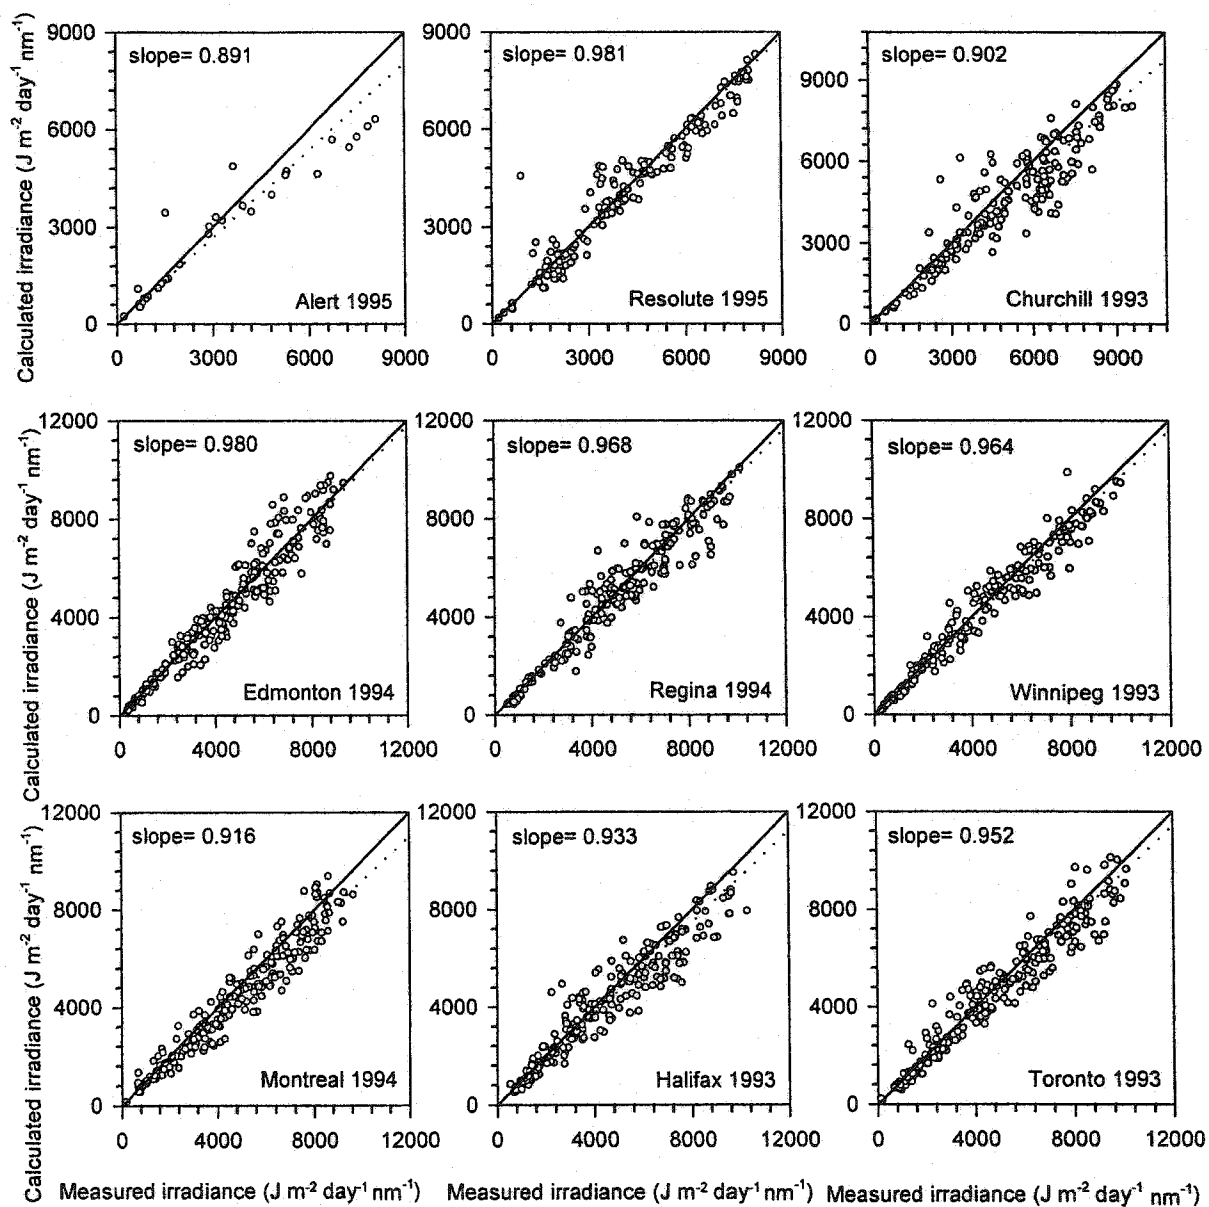 Calculated irradiance (J m⁻² day⁻¹ nm⁻¹)
9000
6000
3000
0
slope= 0.891
Alert 1995
0 3000 6000 9000
9000
6000
3000
0
slope= 0.981
Resolute 1995
0 3000 6000 9000
9000
6000
3000
0
slope= 0.902
Churchill 1993
0 3000 6000 9000
Calculated irradiance (J m⁻² day⁻¹ nm⁻¹)
12000
8000
4000
0
slope= 0.980
Edmonton 1994
0 4000 8000 12000
12000
8000
4000
0
slope= 0.968
Regina 1994
0 4000 8000 12000
12000
8000
4000
0
slope= 0.964
Winnipeg 1993
0 4000 8000 12000
Calculated irradiance (J m⁻² day⁻¹ nm⁻¹)
12000
8000
4000
0
slope= 0.916
Montreal 1994
0 4000 8000 12000
Measured irradiance (J m⁻² day⁻¹ nm⁻¹)
12000
8000
4000
0
slope= 0.933
Halifax 1993
0 4000 8000 12000
Measured irradiance (J m⁻² day⁻¹ nm⁻¹)
12000
8000
4000
0
slope= 0.952
Toronto 1993
0 4000 8000 12000
Measured irradiance (J m⁻² day⁻¹ nm⁻¹)